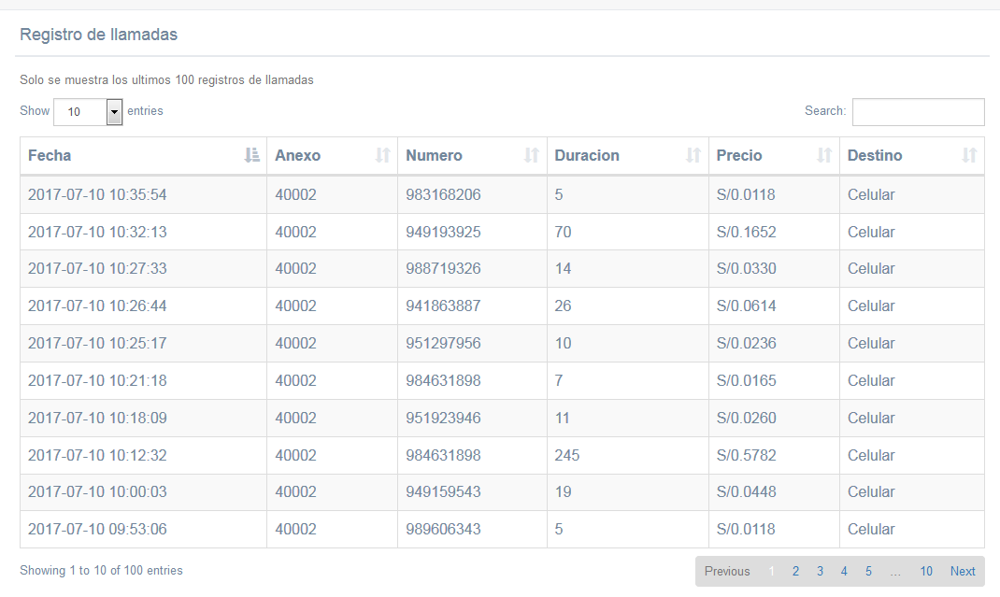 Registro de llamadas
Solo se muestra los ultimos 100 registros de llamadas
Show 10 entries Search:
Fecha Anexo Numero Duracion Precio Destino
2017-07-10 10:35:54 40002 983168206 5 S/0.0118 Celular
2017-07-10 10:32:13 40002 949193925 70 S/0.1652 Celular
2017-07-10 10:27:33 40002 988719326 14 S/0.0330 Celular
2017-07-10 10:26:44 40002 941863887 26 S/0.0614 Celular
2017-07-10 10:25:17 40002 951297956 10 S/0.0236 Celular
2017-07-10 10:21:18 40002 984631898 7 S/0.0165 Celular
2017-07-10 10:18:09 40002 951923946 11 S/0.0260 Celular
2017-07-10 10:12:32 40002 984631898 245 S/0.5782 Celular
2017-07-10 10:00:03 40002 949159543 19 S/0.0448 Celular
2017-07-10 09:53:06 40002 989606343 5 S/0.0118 Celular
Showing 1 to 10 of 100 entries Previous 1 2 3 4 5 ... 10 Next